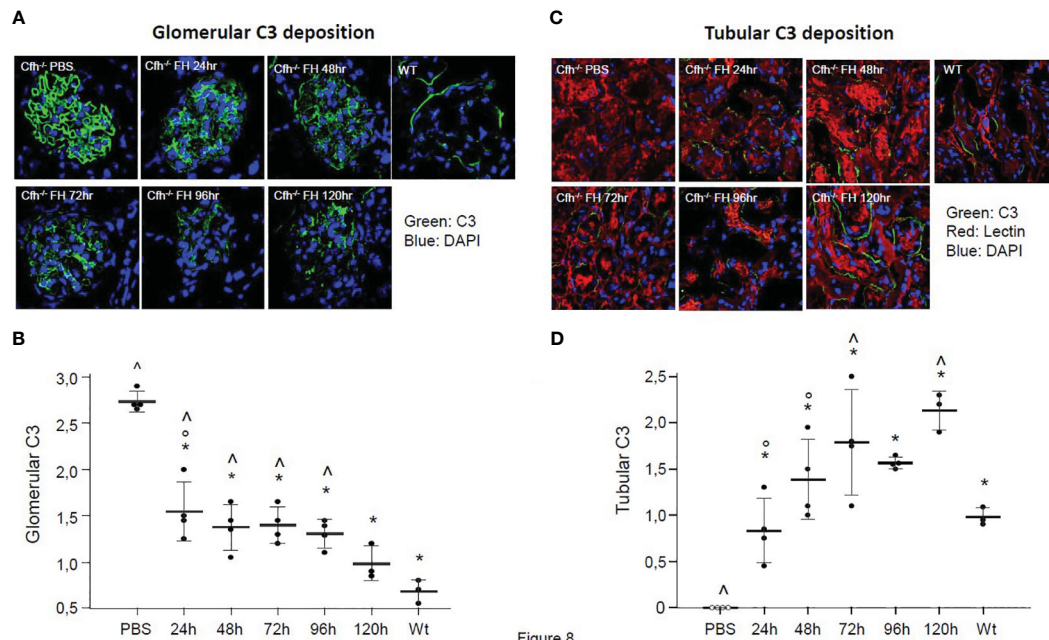 A
Glomerular C3 deposition
Cfh-/- PBS
Cfh-/- FH 24hr
Cfh-/- FH 48hr
WT
Cfh-/- FH 72hr
Cfh-/- FH 96hr
Cfh-/- FH 120hr
Green: C3
Blue: DAPI
B
Glomerular C3
3,0
2,5
2,0
1,5
1,0
0,5
^
^
°
*
^
*
^
*
^
*
*
*
PBS 24h 48h 72h 96h 120h Wt
C
Tubular C3 deposition
Cfh-/- PBS
Cfh-/- FH 24hr
Cfh-/- FH 48hr
WT
Cfh-/- FH 72hr
Cfh-/- FH 96hr
Cfh-/- FH 120hr
Green: C3
Red: Lectin
Blue: DAPI
D
Tubular C3
2,5
2,0
1,5
1,0
0,5
0
^
°
*
°
*
^
*
*
^
*
*
PBS 24h 48h 72h 96h 120h Wt
Figure 8